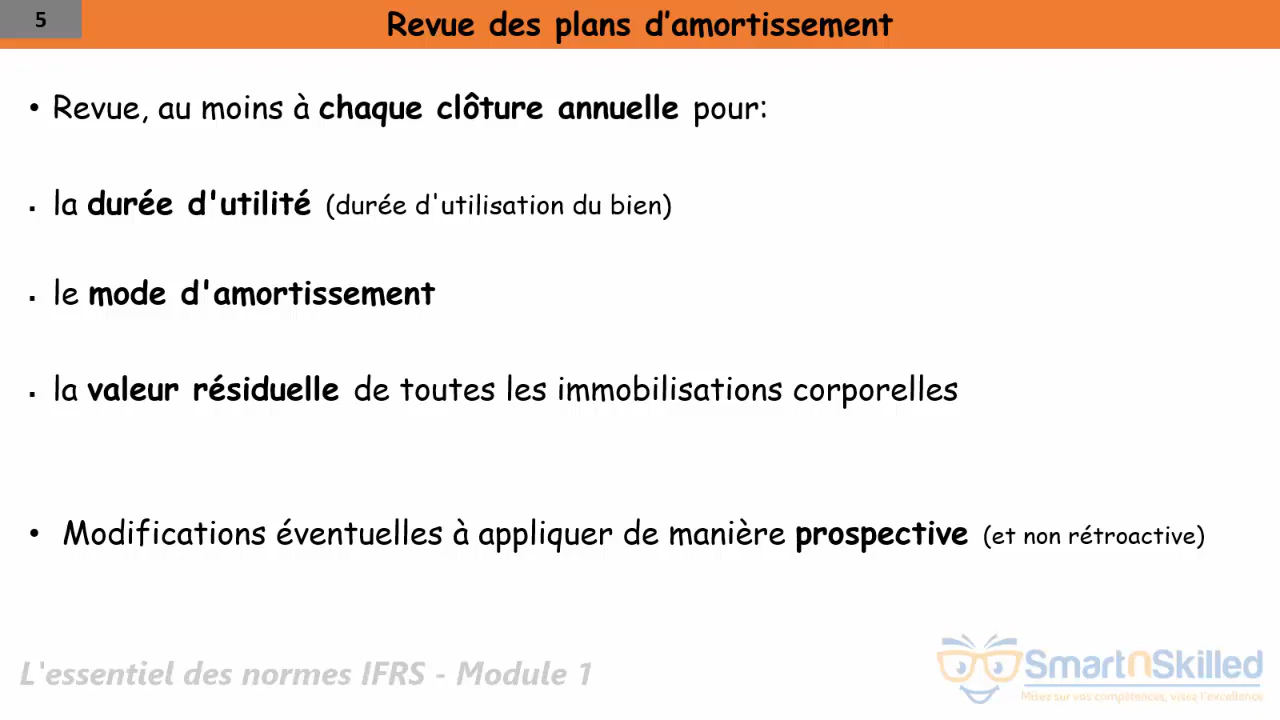 5
Revue des plans d’amortissement
• Revue, au moins à chaque clôture annuelle pour:
▪ la durée d'utilité (durée d'utilisation du bien)
▪ le mode d'amortissement
▪ la valeur résiduelle de toutes les immobilisations corporelles
• Modifications éventuelles à appliquer de manière prospective (et non rétroactive)
L'essentiel des normes IFRS - Module 1
SmartnSkilled
Misez sur vos compétences, visez l'excellence